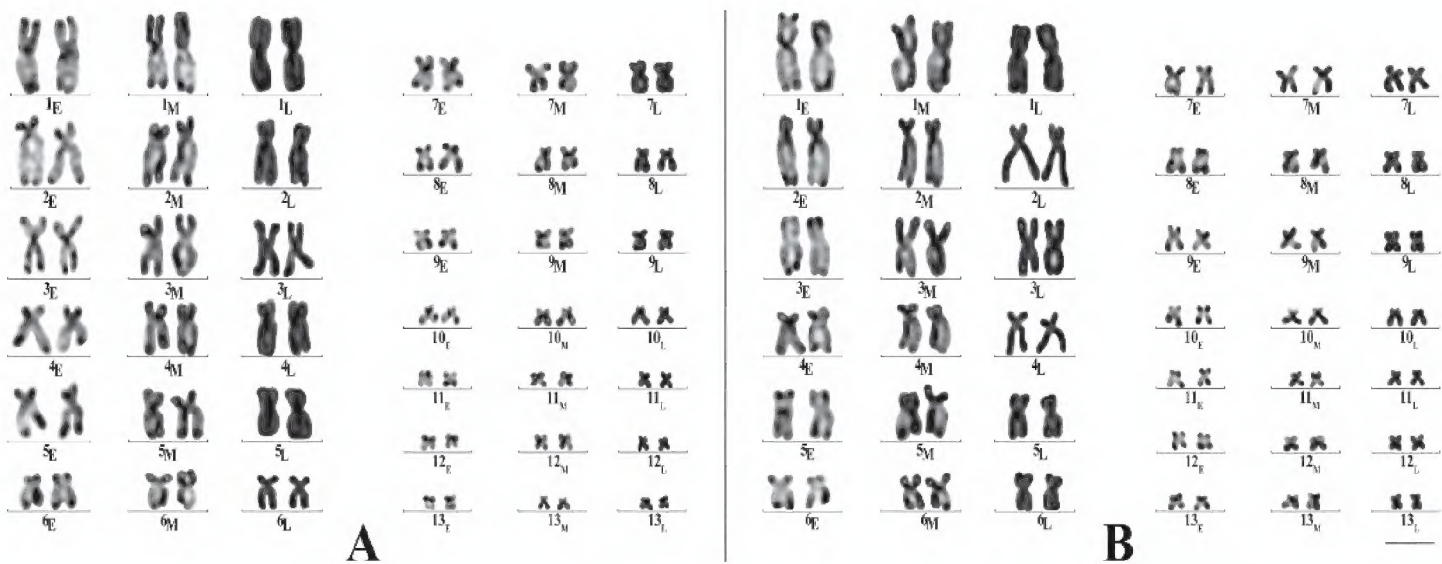 1E 1M 1L
2E 2M 2L
3E 3M 3L
4E 4M 4L
5E 5M 5L
6E 6M 6L
7E 7M 7L
8E 8M 8L
9E 9M 9L
10E 10M 10L
11E 11M 11L
12E 12M 12L
13E 13M 13L
A
1E 1M 1L
2E 2M 2L
3E 3M 3L
4E 4M 4L
5E 5M 5L
6E 6M 6L
7E 7M 7L
8E 8M 8L
9E 9M 9L
10E 10M 10L
11E 11M 11L
12E 12M 12L
13E 13M 13L
B